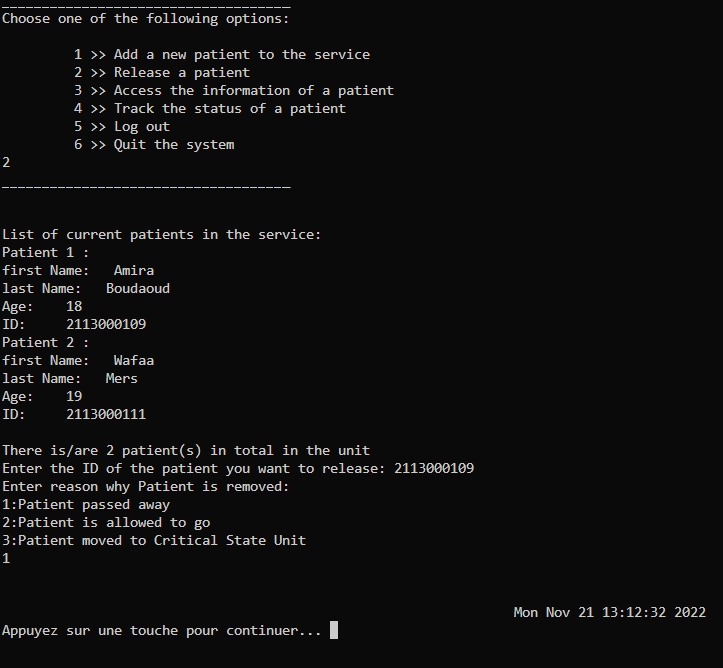 ____________________________________
Choose one of the following options:
1 >> Add a new patient to the service
2 >> Release a patient
3 >> Access the information of a patient
4 >> Track the status of a patient
5 >> Log out
6 >> Quit the system
2
____________________________________
List of current patients in the service:
Patient 1 :
first Name:   Amira
last Name:   Boudaoud
Age:    18
ID:     2113000109
Patient 2 :
first Name:   Wafaa
last Name:   Mers
Age:    19
ID:     2113000111
There is/are 2 patient(s) in total in the unit
Enter the ID of the patient you want to release: 2113000109
Enter reason why Patient is removed:
1:Patient passed away
2:Patient is allowed to go
3:Patient moved to Critical State Unit
1
Mon Nov 21 13:12:32 2022
Appuyez sur une touche pour continuer...